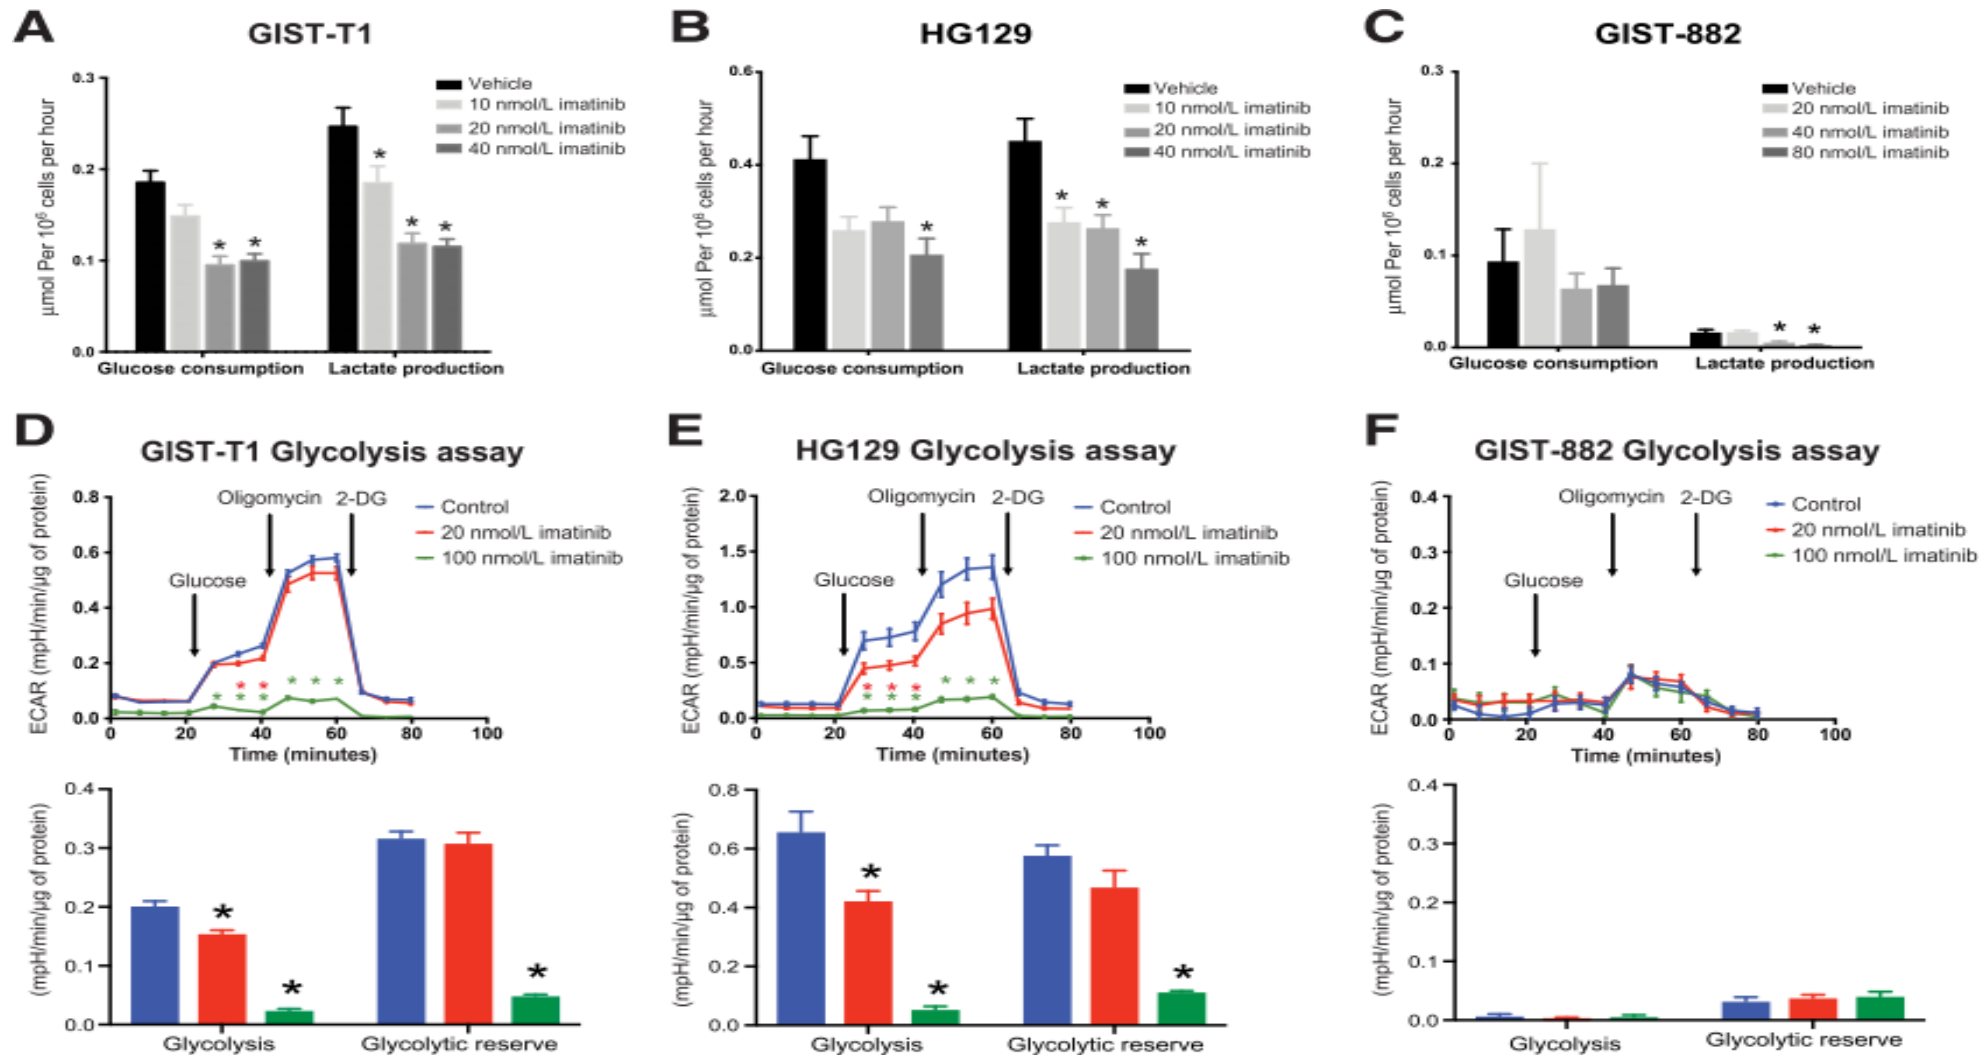 A
GIST-T1
μmol Per 10⁶ cells per hour
0.3
0.2
0.1
0.0
Vehicle
10 nmol/L imatinib
20 nmol/L imatinib
40 nmol/L imatinib
*
*
*
*
*
Glucose consumption
Lactate production
B
HG129
μmol Per 10⁶ cells per hour
0.6
0.4
0.2
0.0
Vehicle
10 nmol/L imatinib
20 nmol/L imatinib
40 nmol/L imatinib
*
*
*
*
Glucose consumption
Lactate production
C
GIST-882
μmol Per 10⁶ cells per hour
0.3
0.2
0.1
0.0
Vehicle
20 nmol/L imatinib
40 nmol/L imatinib
80 nmol/L imatinib
*
*
Glucose consumption
Lactate production
D
GIST-T1 Glycolysis assay
ECAR (mpH/min/μg of protein)
0.8
0.6
0.4
0.2
0.0
Oligomycin
2-DG
Glucose
Control
20 nmol/L imatinib
100 nmol/L imatinib
* *
* * *
* * *
0 20 40 60 80 100
Time (minutes)
(mpH/min/μg of protein)
0.4
0.3
0.2
0.1
0.0
*
*
*
Glycolysis
Glycolytic reserve
E
HG129 Glycolysis assay
ECAR (mpH/min/μg of protein)
2.0
1.5
1.0
0.5
0.0
Oligomycin
2-DG
Glucose
Control
20 nmol/L imatinib
100 nmol/L imatinib
* * *
* * *
* * *
0 20 40 60 80 100
Time (minutes)
(mpH/min/μg of protein)
0.8
0.6
0.4
0.2
0.0
*
*
*
Glycolysis
Glycolytic reserve
F
GIST-882 Glycolysis assay
ECAR (mpH/min/μg of protein)
0.4
0.3
0.2
0.1
0.0
Oligomycin
2-DG
Glucose
Control
20 nmol/L imatinib
100 nmol/L imatinib
0 20 40 60 80 100
Time (minutes)
(mpH/min/μg of protein)
0.4
0.3
0.2
0.1
0.0
Glycolysis
Glycolytic reserve